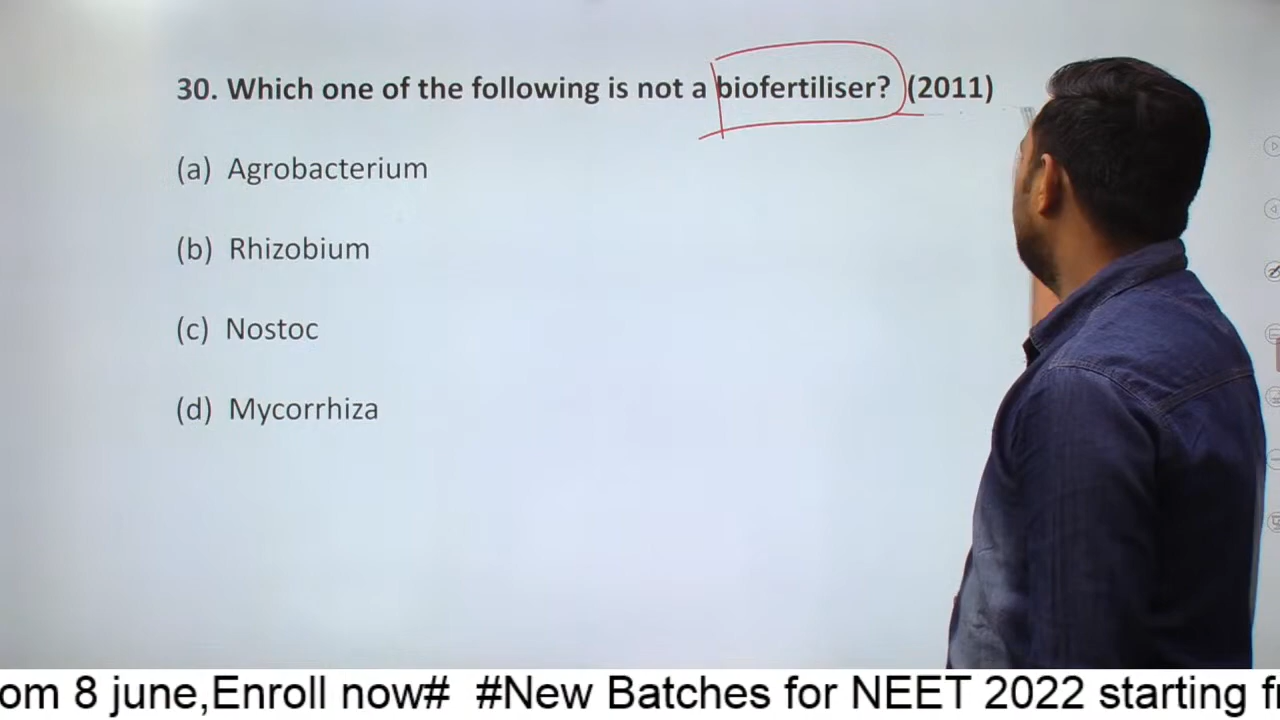 30. Which one of the following is not a biofertiliser? (2011)
(a) Agrobacterium
(b) Rhizobium
(c) Nostoc
(d) Mycorrhiza
om 8 june,Enroll now# #New Batches for NEET 2022 starting f